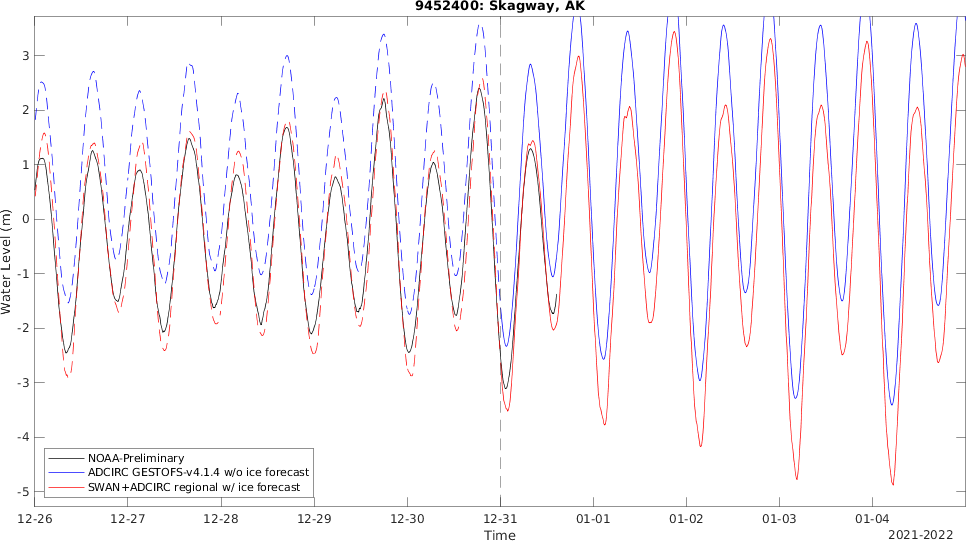 9452400: Skagway, AK
Water Level (m)
3
2
1
0
-1
-2
-3
-4
-5
NOAA-Preliminary
ADCIRC GESTOFS-v4.1.4 w/o ice forecast
SWAN+ADCIRC regional w/ ice forecast
12-26 12-27 12-28 12-29 12-30 12-31 01-01 01-02 01-03 01-04
Time
2021-2022